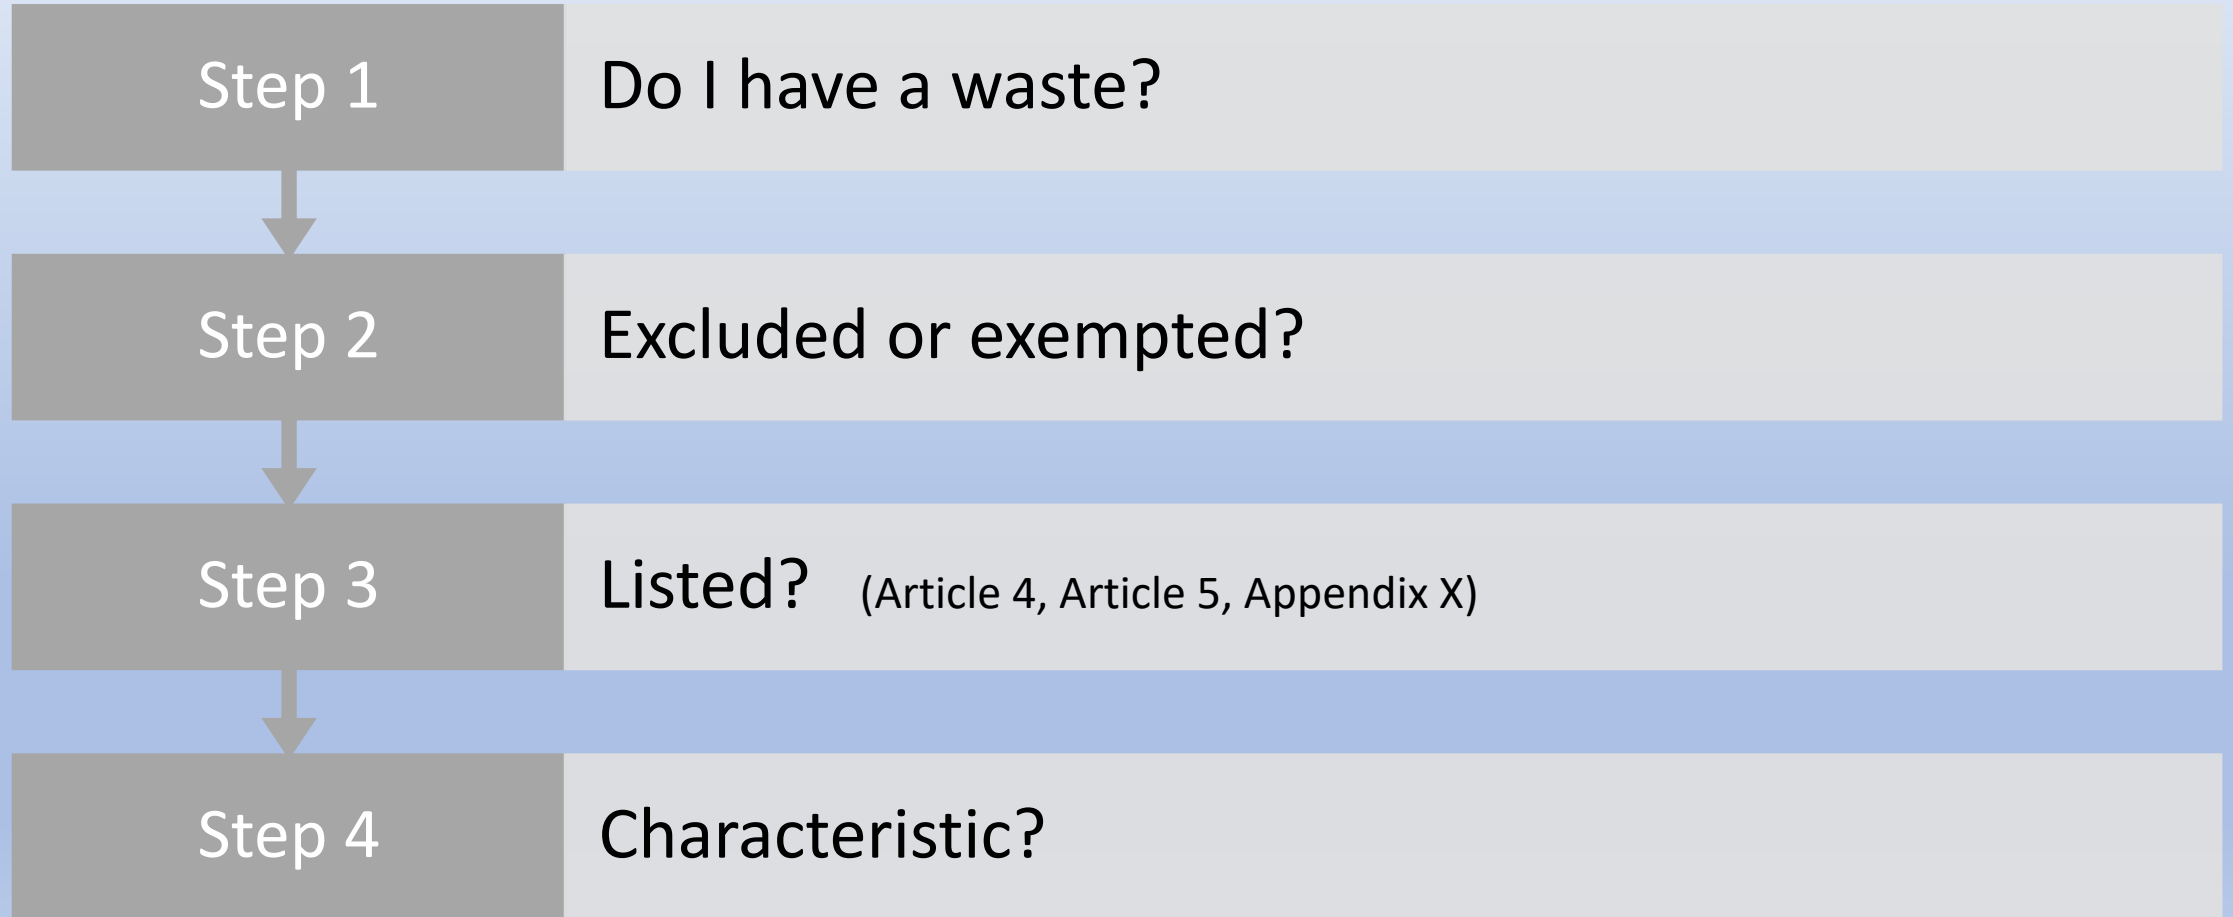 Step 1
Do I have a waste?
Step 2
Excluded or exempted?
Step 3
Listed? (Article 4, Article 5, Appendix X)
Step 4
Characteristic?